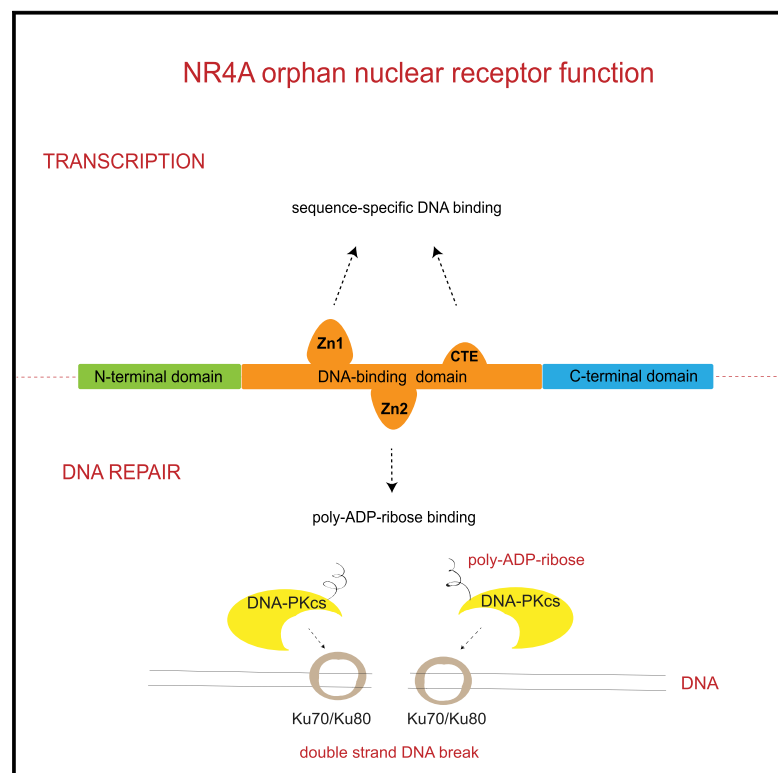 NR4A orphan nuclear receptor function
TRANSCRIPTION
sequence-specific DNA binding
Zn1
CTE
N-terminal domain
DNA-binding domain
C-terminal domain
Zn2
DNA REPAIR
poly-ADP-ribose binding
poly-ADP-ribose
DNA-PKcs
DNA-PKcs
DNA
Ku70/Ku80
Ku70/Ku80
double strand DNA break